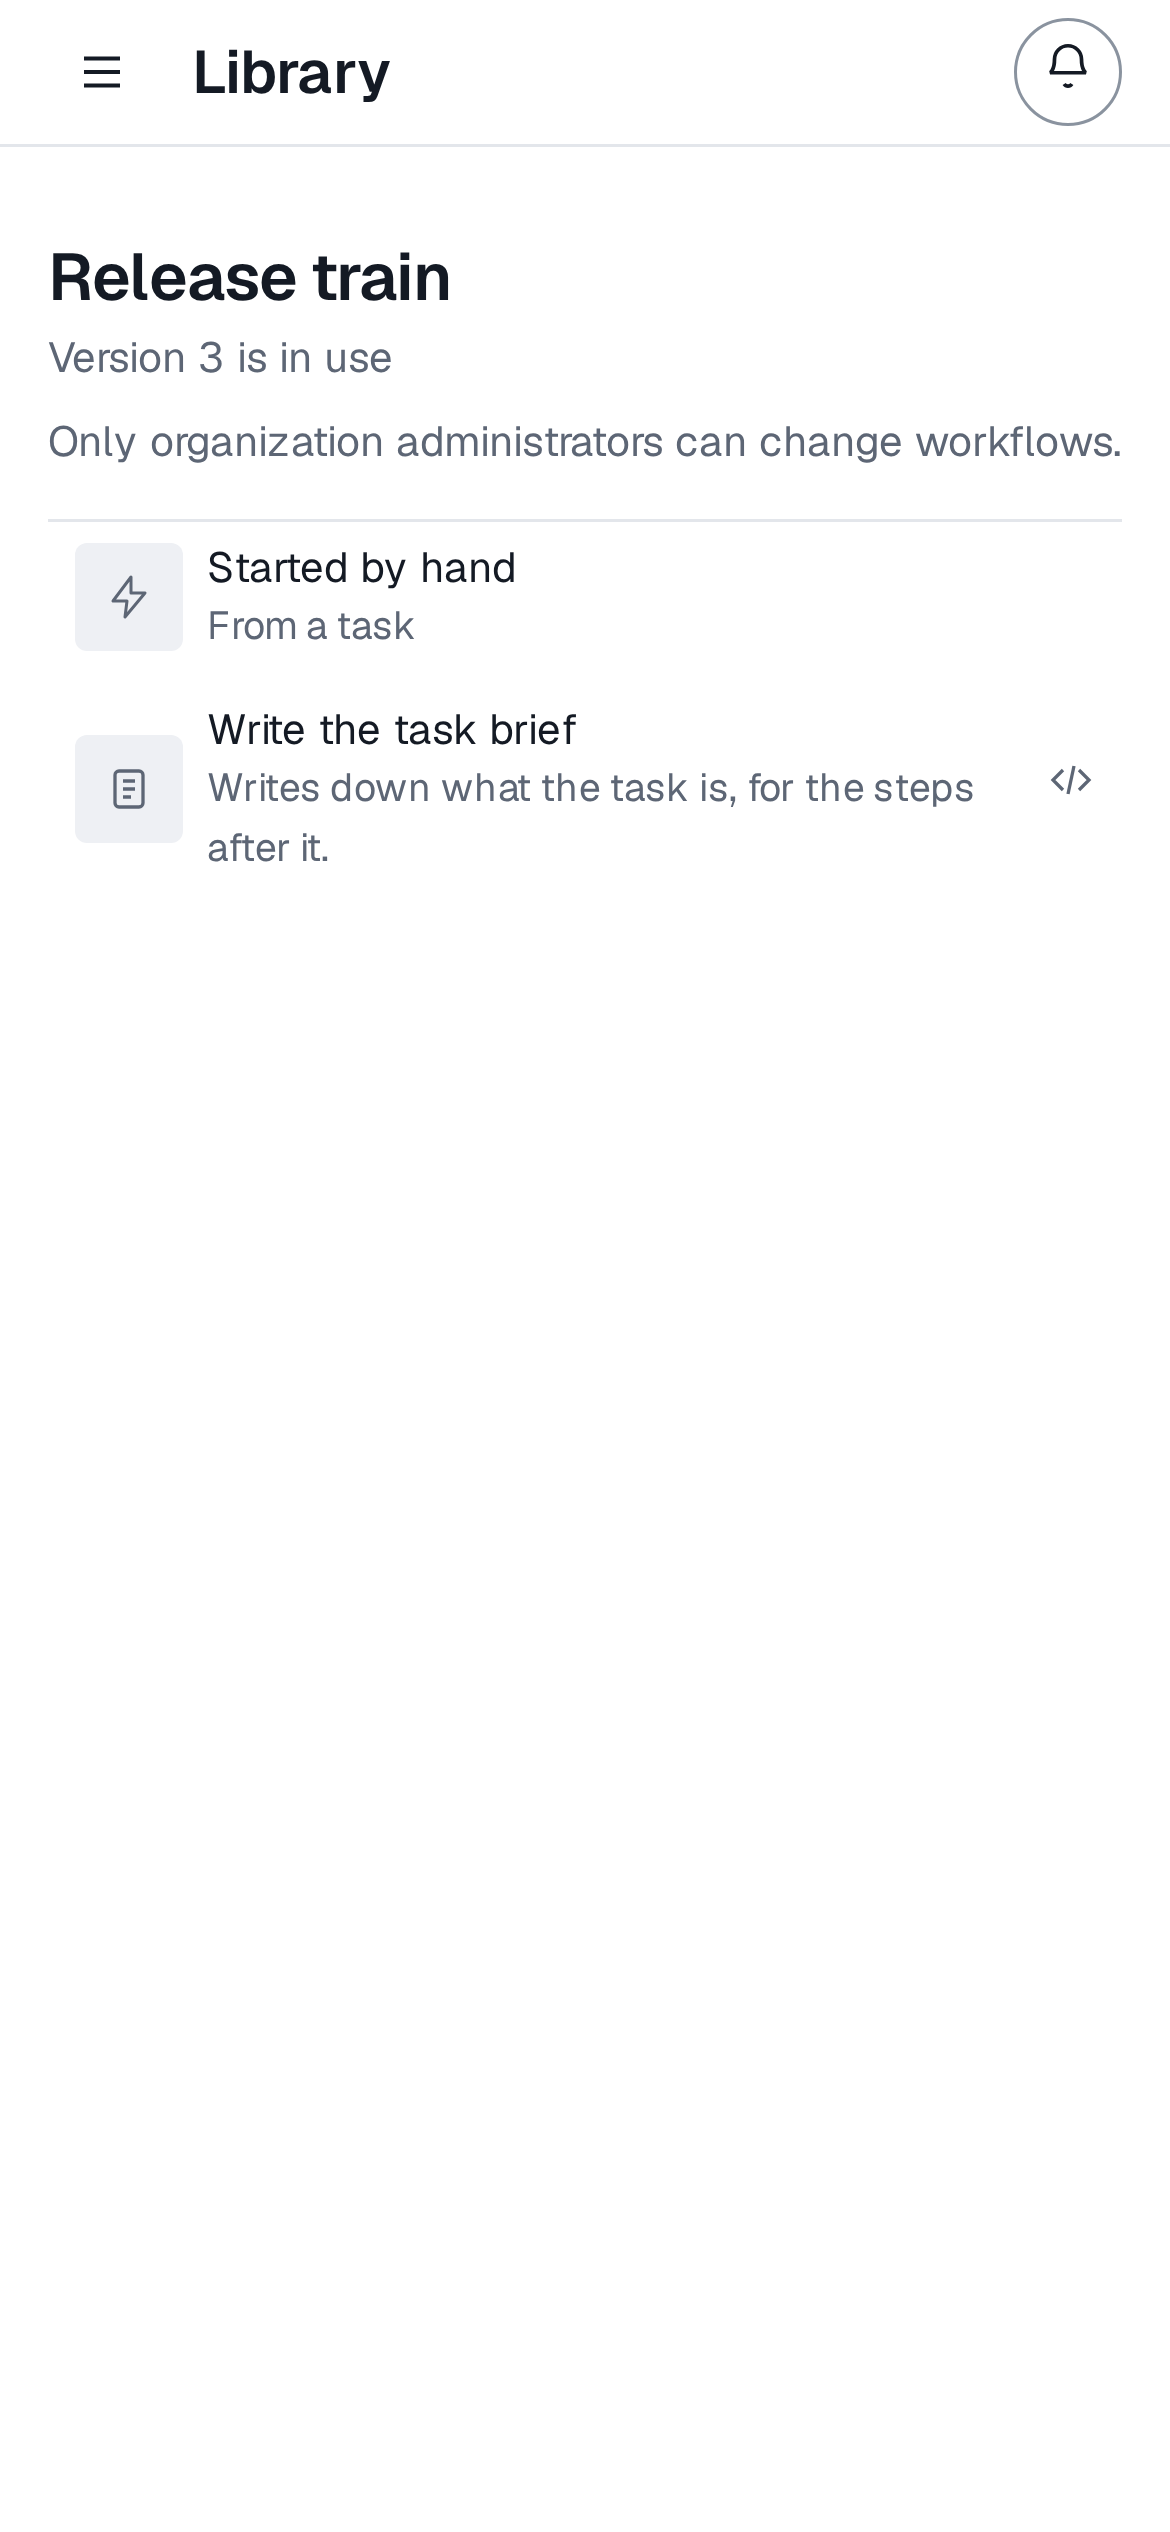 Library
Release train
Version 3 is in use
Only organization administrators can change workflows.
Started by hand
From a task
Write the task brief
Writes down what the task is, for the steps
after it.